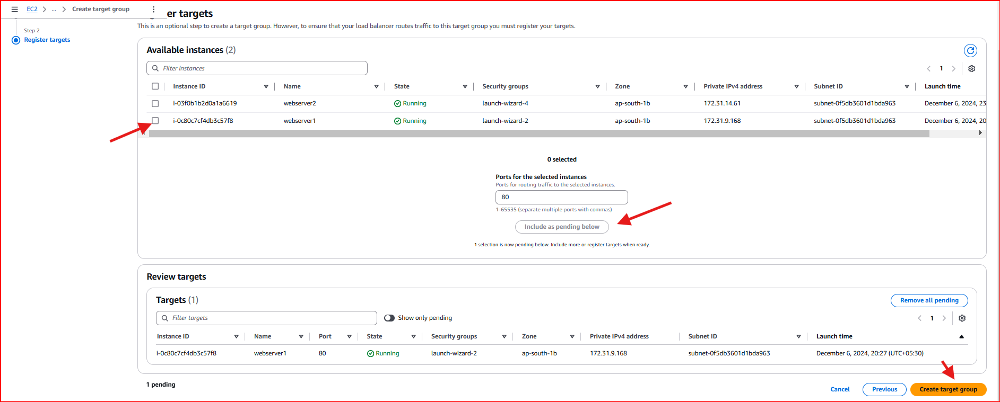 EC2 > ... > Create target group
er targets
This is an optional step to create a target group. However, to ensure that your load balancer routes traffic to this target group you must register your targets.
Step 2
Register targets
Available instances (2)
Filter instances
1
Instance ID Name State Security groups Zone Private IPv4 address Subnet ID Launch time
i-03f0b1b2d0a1a6619 webserver2 Running launch-wizard-4 ap-south-1b 172.31.14.61 subnet-0f5db3601d1bda963 December 6, 2024, 23
i-0c80c7cf4db3c57f8 webserver1 Running launch-wizard-2 ap-south-1b 172.31.9.168 subnet-0f5db3601d1bda963 December 6, 2024, 20
0 selected
Ports for the selected instances
Ports for routing traffic to the selected instances.
80
1-65535 (separate multiple ports with commas)
Include as pending below
1 selection is now pending below. Include more or register targets when ready.
Review targets
Targets (1)
Remove all pending
Filter targets
Show only pending
1
Instance ID Name Port State Security groups Zone Private IPv4 address Subnet ID Launch time
i-0c80c7cf4db3c57f8 webserver1 80 Running launch-wizard-2 ap-south-1b 172.31.9.168 subnet-0f5db3601d1bda963 December 6, 2024, 20:27 (UTC+05:30)
1 pending
Cancel Previous Create target group